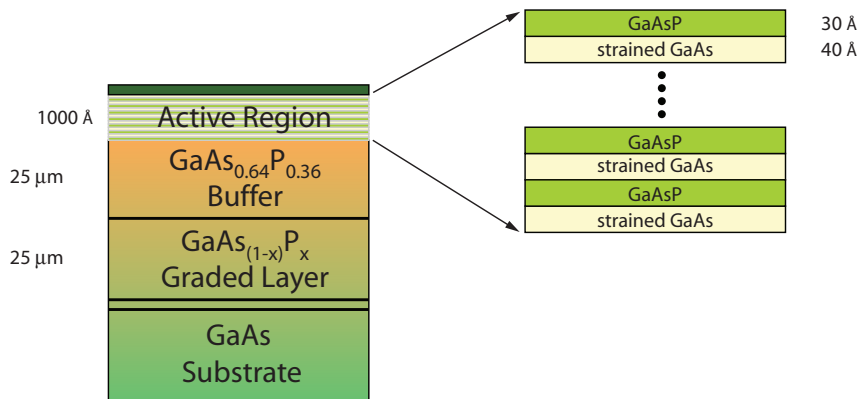 GaAsP 30 Å
strained GaAs 40 Å
1000 Å Active Region
GaAsP
strained GaAs
GaAsP
strained GaAs
25 μm GaAs0.64P0.36
Buffer
25 μm GaAs(1-x)Px
Graded Layer
GaAs
Substrate